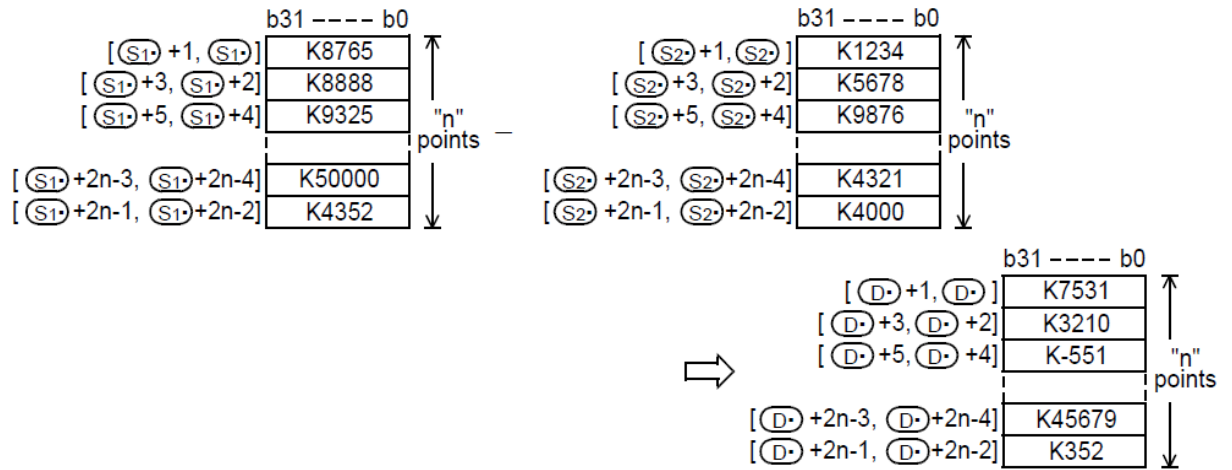 b31 ---- b0
[ S1· +1, S1· ] K8765
[ S1· +3, S1· +2] K8888
[ S1· +5, S1· +4] K9325
"n" points
[ S1· +2n-3, S1· +2n-4] K50000
[ S1· +2n-1, S1· +2n-2] K4352
−
b31 ---- b0
[ S2· +1, S2· ] K1234
[ S2· +3, S2· +2] K5678
[ S2· +5, S2· +4] K9876
"n" points
[ S2· +2n-3, S2· +2n-4] K4321
[ S2· +2n-1, S2· +2n-2] K4000
b31 ---- b0
[ D· +1, D· ] K7531
[ D· +3, D· +2] K3210
[ D· +5, D· +4] K-551
"n" points
[ D· +2n-3, D· +2n-4] K45679
[ D· +2n-1, D· +2n-2] K352